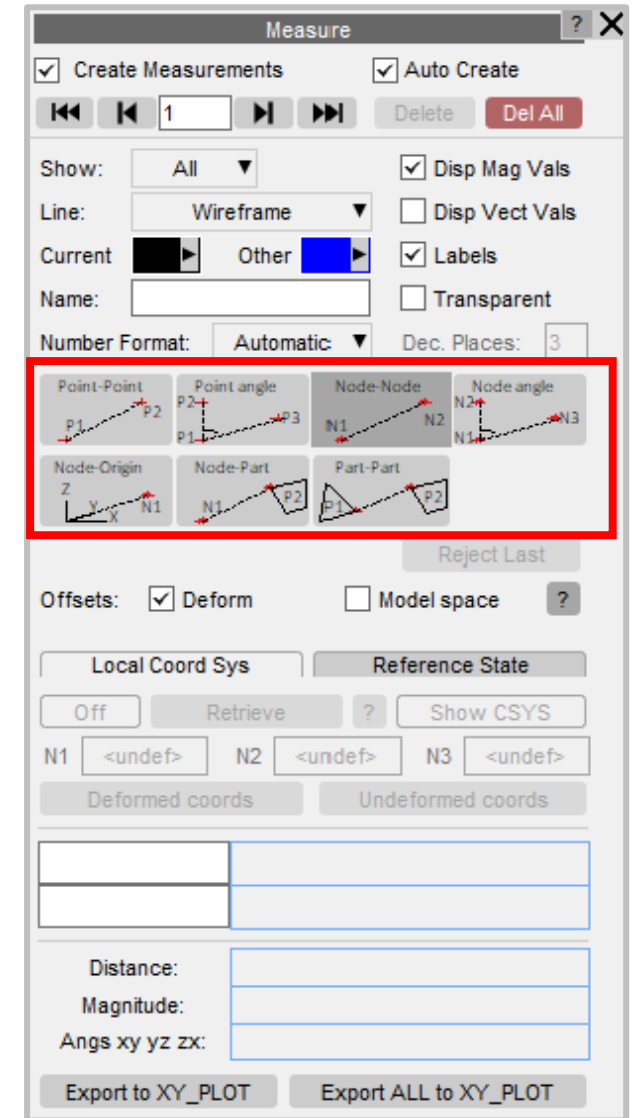 Measure ?
Create Measurements Auto Create
1 Delete Del All
Show: All Disp Mag Vals
Line: Wireframe Disp Vect Vals
Current Other Labels
Name: Transparent
Number Format: Automatic Dec. Places: 3
Point-Point Point angle Node-Node Node angle
P1 P2 P2 P1 P3 N1 N2 N2 N1 N3
Node-Origin Node-Part Part-Part
Z Y X N1 N1 P2 P1 P2
Reject Last
Offsets: Deform Model space ?
Local Coord Sys Reference State
Off Retrieve ? Show CSYS
N1 <undef> N2 <undef> N3 <undef>
Deformed coords Undeformed coords
Distance:
Magnitude:
Angs xy yz zx:
Export to XY_PLOT Export ALL to XY_PLOT